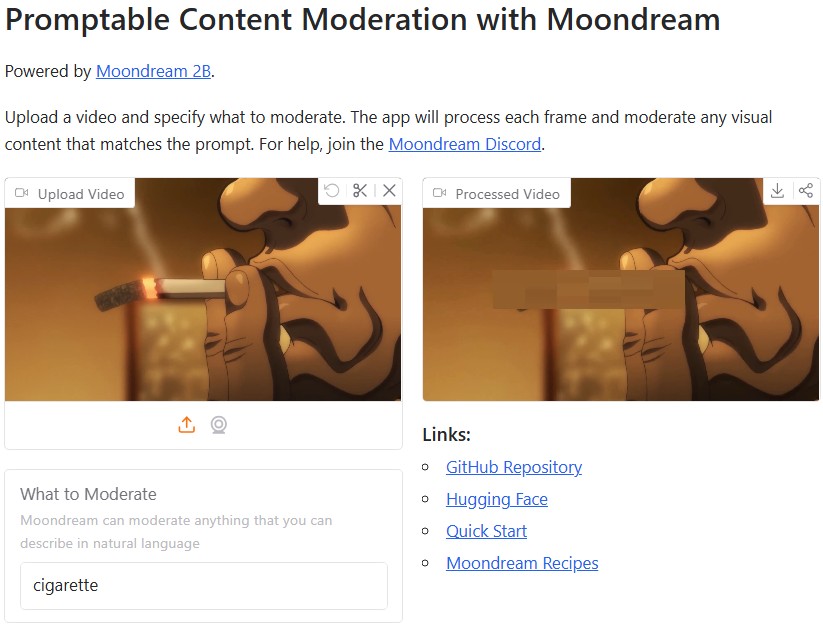 Promptable Content Moderation with Moondream
Powered by Moondream 2B.
Upload a video and specify what to moderate. The app will process each frame and moderate any visual
content that matches the prompt. For help, join the Moondream Discord.
Upload Video
Processed Video
What to Moderate
Moondream can moderate anything that you can
describe in natural language
cigarette
Links:
GitHub Repository
Hugging Face
Quick Start
Moondream Recipes